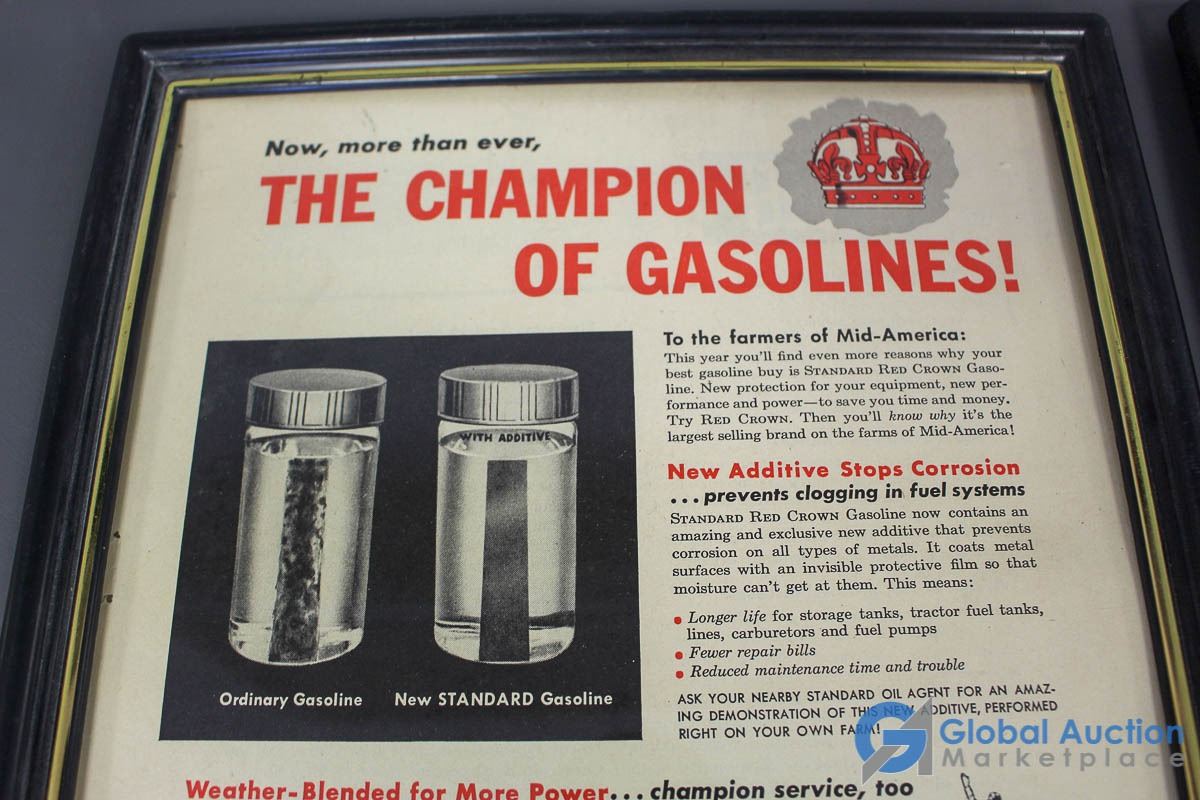 Now, more than ever,
THE CHAMPION
OF GASOLINES!
WITH ADDITIVE
Ordinary Gasoline
New STANDARD Gasoline
To the farmers of Mid-America:
This year you'll find even more reasons why your
best gasoline buy is STANDARD RED CROWN Gaso-
line. New protection for your equipment, new per-
formance and power—to save you time and money.
Try RED CROWN. Then you'll know why it's the
largest selling brand on the farms of Mid-America!
New Additive Stops Corrosion
...prevents clogging in fuel systems
STANDARD RED CROWN Gasoline now contains an
amazing and exclusive new additive that prevents
corrosion on all types of metals. It coats metal
surfaces with an invisible protective film so that
moisture can't get at them. This means:
• Longer life for storage tanks, tractor fuel tanks,
lines, carburetors and fuel pumps
• Fewer repair bills
• Reduced maintenance time and trouble
ASK YOUR NEARBY STANDARD OIL AGENT FOR AN AMAZ-
ING DEMONSTRATION OF THIS NEW ADDITIVE, PERFORMED
RIGHT ON YOUR OWN FARM!
Weather-Blended for More Power...champion service, too
Global Auction
Marketplace